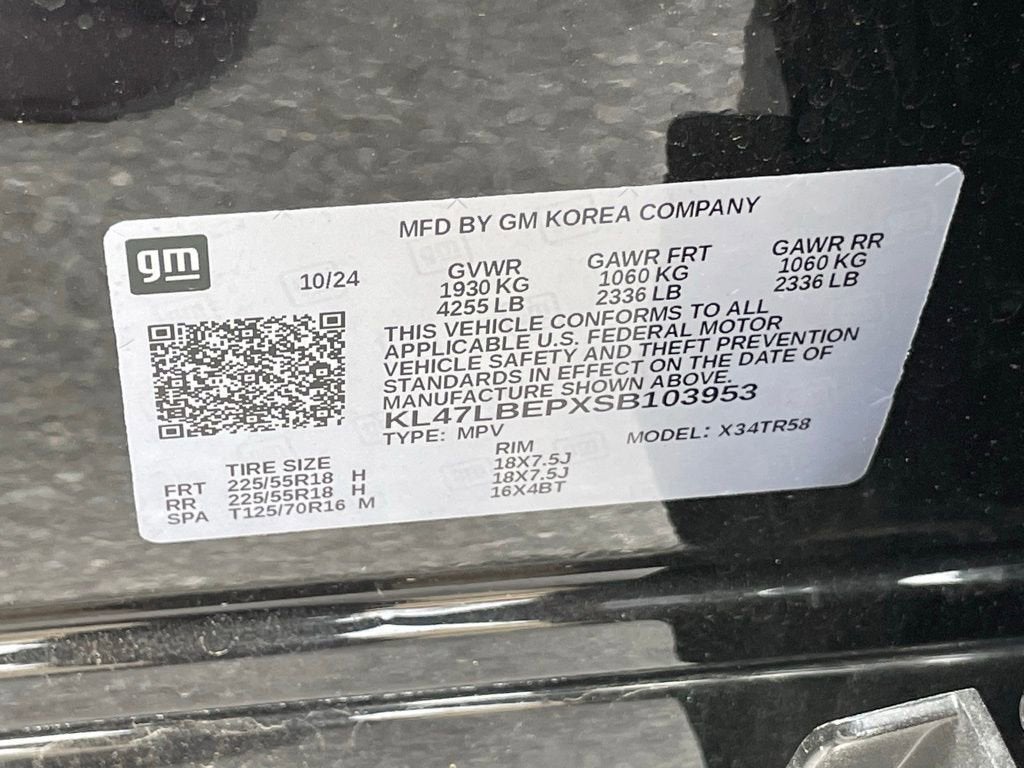 MFD BY GM KOREA COMPANY
gm
10/24
GVWR
1930 KG
4255 LB
GAWR FRT
1060 KG
2336 LB
GAWR RR
1060 KG
2336 LB
THIS VEHICLE CONFORMS TO ALL
APPLICABLE U.S. FEDERAL MOTOR
VEHICLE SAFETY AND THEFT PREVENTION
STANDARDS IN EFFECT ON THE DATE OF
MANUFACTURE SHOWN ABOVE.
KL47LBEPXSB103953
TYPE: MPV
MODEL: X34TR58
TIRE SIZE RIM
FRT 225/55R18 H 18X7.5J
RR 225/55R18 H 18X7.5J
SPA T125/70R16 M 16X4BT